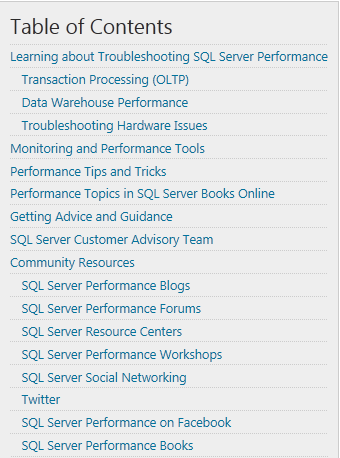 Table of Contents
Learning about Troubleshooting SQL Server Performance
Transaction Processing (OLTP)
Data Warehouse Performance
Troubleshooting Hardware Issues
Monitoring and Performance Tools
Performance Tips and Tricks
Performance Topics in SQL Server Books Online
Getting Advice and Guidance
SQL Server Customer Advisory Team
Community Resources
SQL Server Performance Blogs
SQL Server Performance Forums
SQL Server Resource Centers
SQL Server Performance Workshops
SQL Server Social Networking
Twitter
SQL Server Performance on Facebook
SQL Server Performance Books